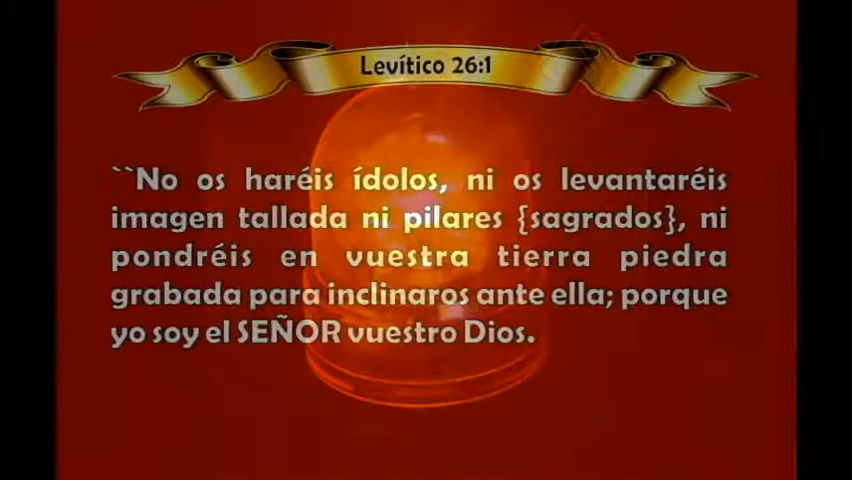 Levítico 26:1
``No os haréis ídolos, ni os levantaréis
imagen tallada ni pilares {sagrados}, ni
pondréis en vuestra tierra piedra
grabada para inclinaros ante ella; porque
yo soy el SEÑOR vuestro Dios.